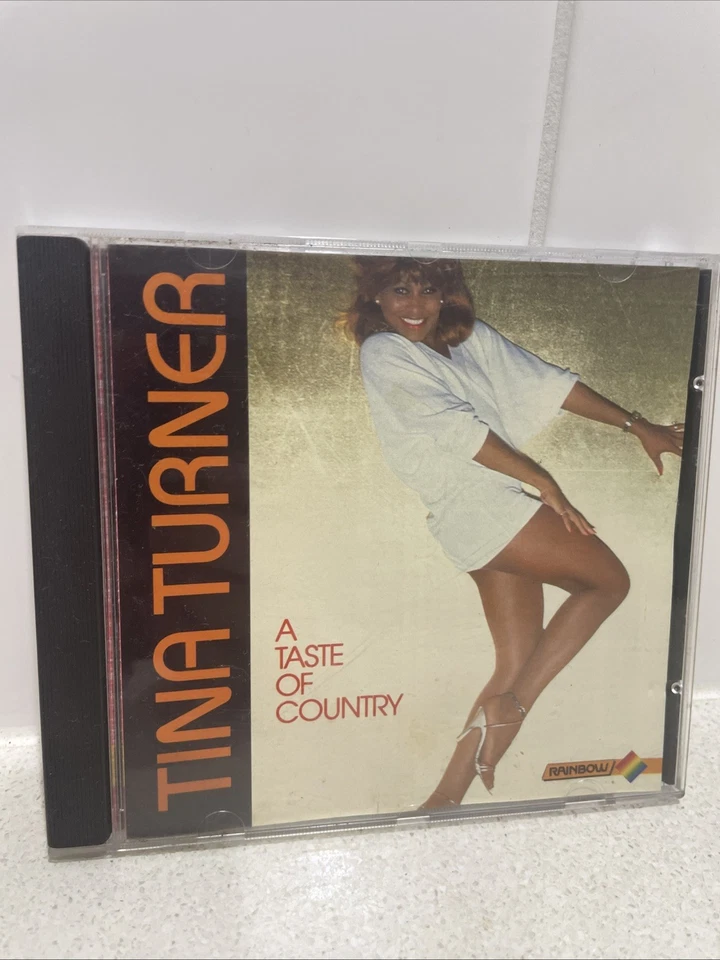 TINA TURNER
A
TASTE
OF
COUNTRY
RAINBOW